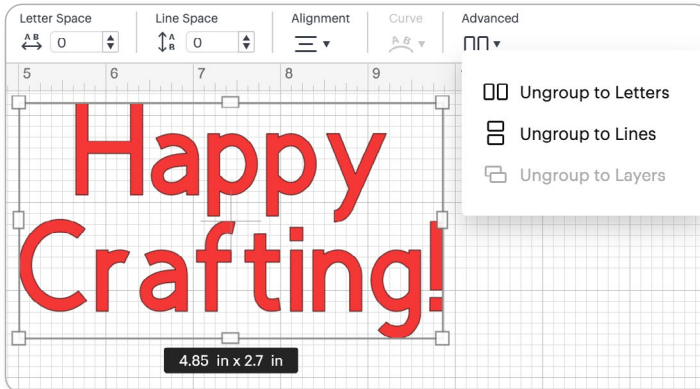 Letter Space Line Space Alignment Curve Advanced
A B 0 A B 0 A B
5 6 7 8 9
Ungroup to Letters
Ungroup to Lines
Ungroup to Layers
Happy
Crafting!
4.85 in x 2.7 in